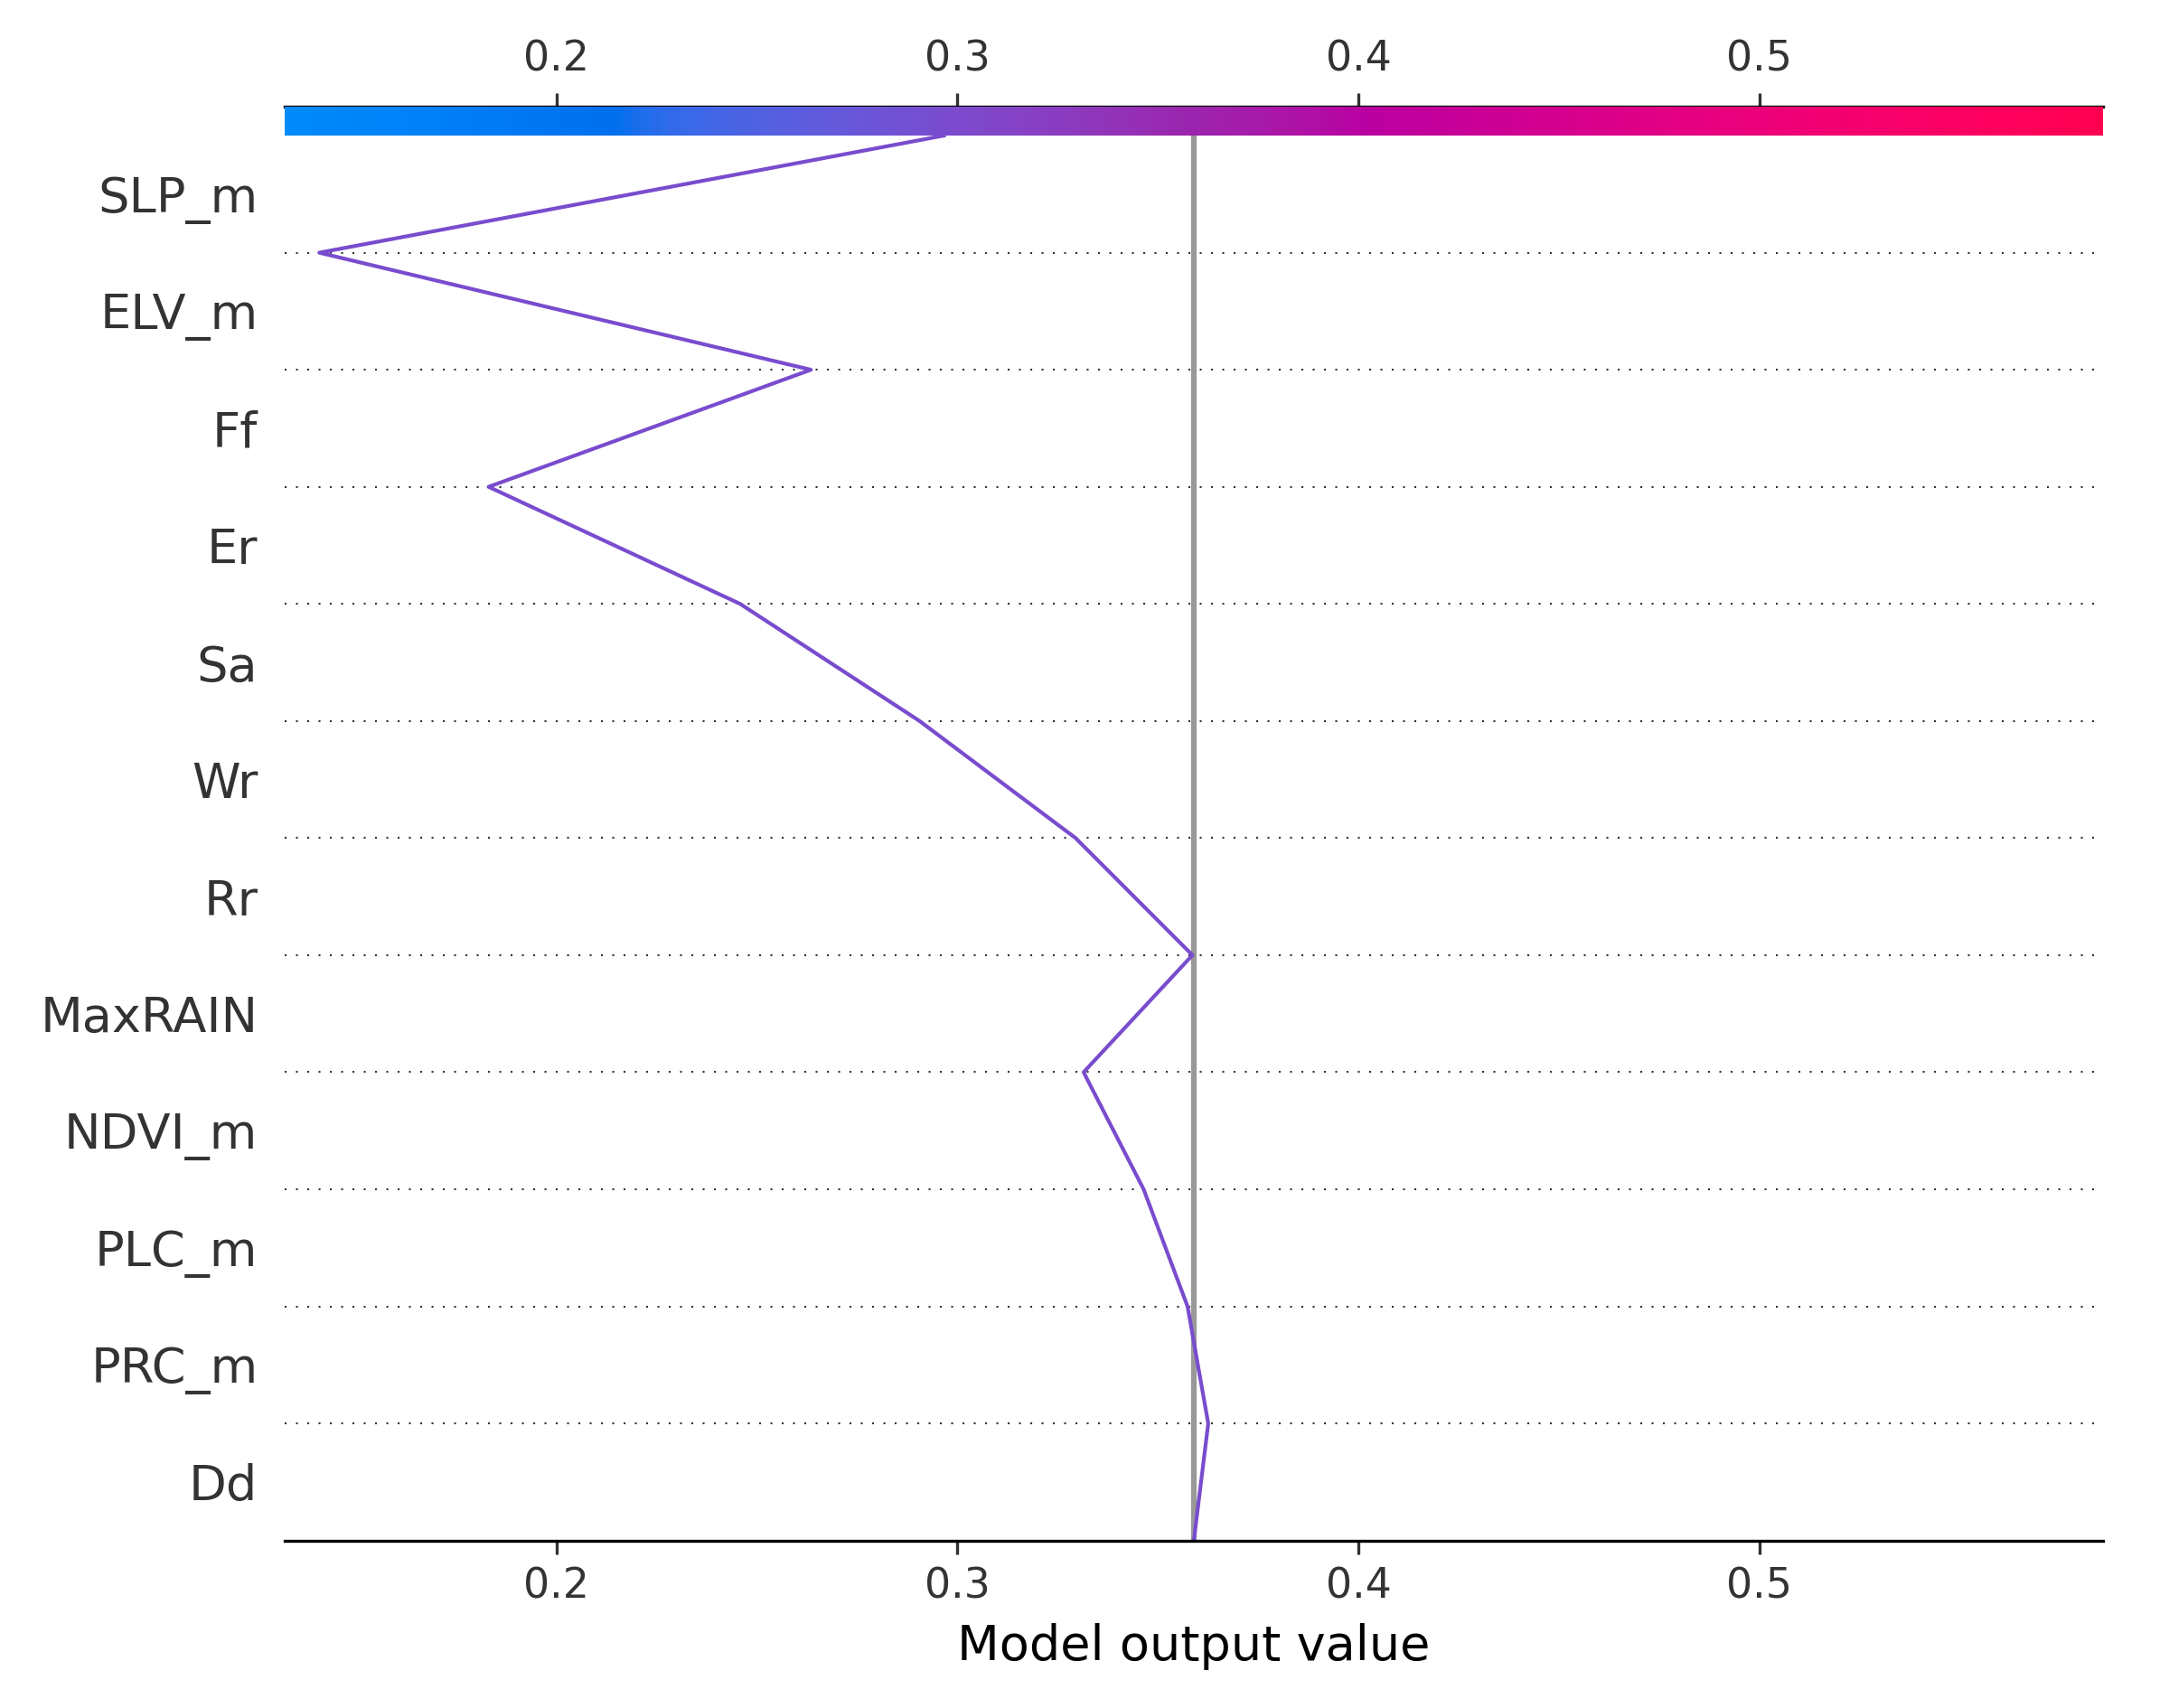 0.2 0.3 0.4 0.5
SLP_m
ELV_m
Ff
Er
Sa
Wr
Rr
MaxRAIN
NDVI_m
PLC_m
PRC_m
Dd
0.2 0.3 0.4 0.5
Model output value